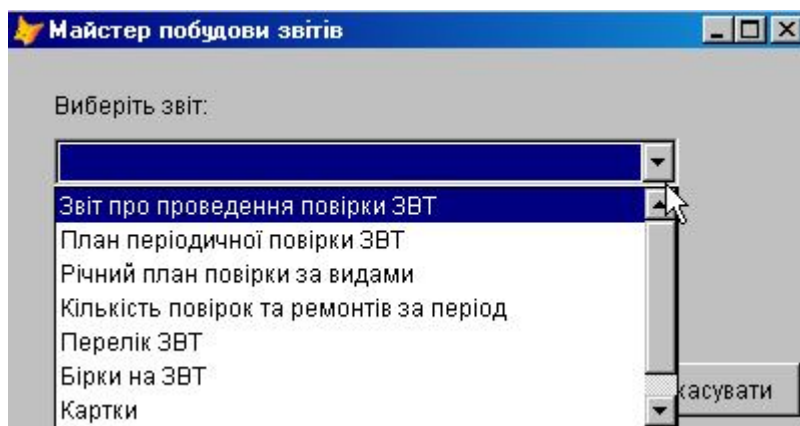 Майстер побудови звітів
Виберіть звіт:
Звіт про проведення повірки ЗВТ
План періодичної повірки ЗВТ
Річний план повірки за видами
Кількість повірок та ремонтів за період
Перелік ЗВТ
Бірки на ЗВТ
Картки